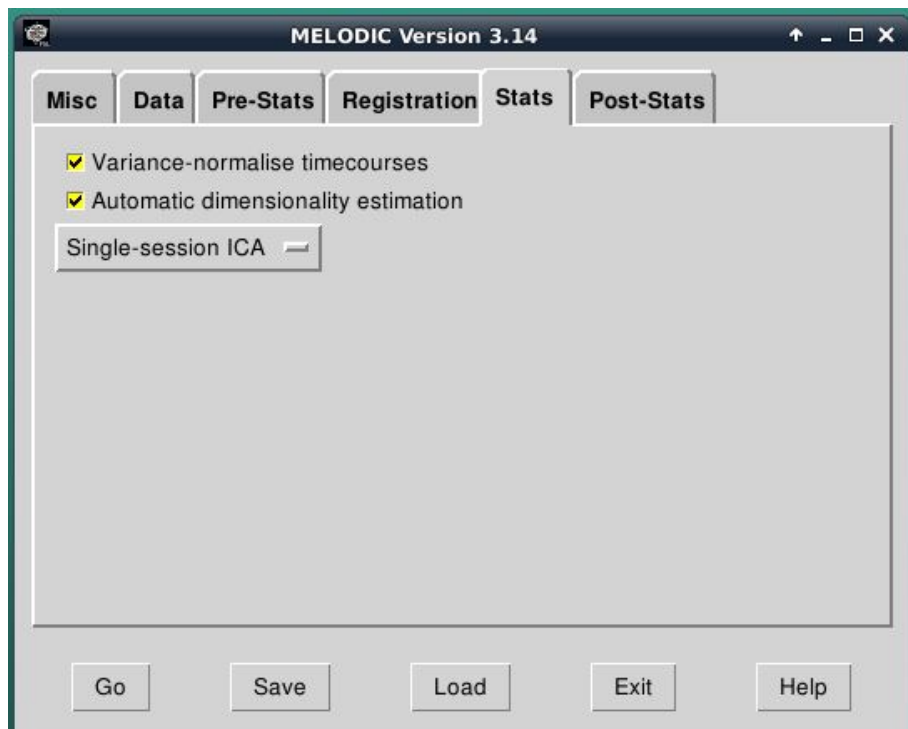 MELODIC Version 3.14
Misc Data Pre-Stats Registration Stats Post-Stats
Variance-normalise timecourses
Automatic dimensionality estimation
Single-session ICA
Go Save Load Exit Help